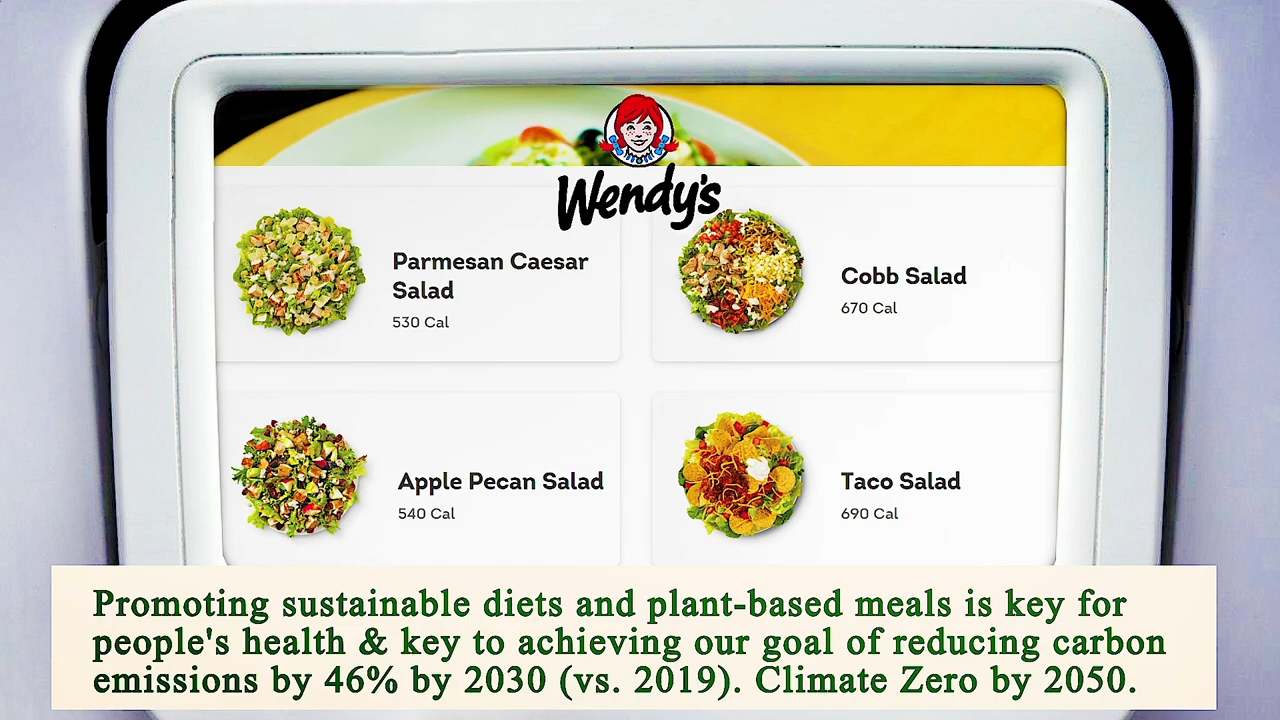 Wendy's
Parmesan Caesar
Salad
530 Cal
Cobb Salad
670 Cal
Apple Pecan Salad
540 Cal
Taco Salad
690 Cal
Promoting sustainable diets and plant-based meals is key for
people's health & key to achieving our goal of reducing carbon
emissions by 46% by 2030 (vs. 2019). Climate Zero by 2050.